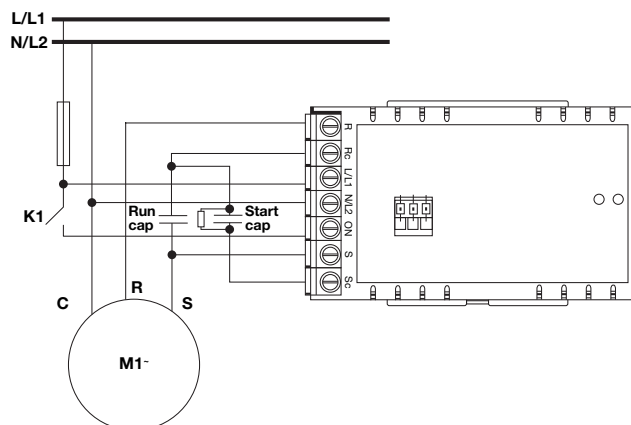 L/L1
N/L2
K1
Run
cap
Start
cap
R
Rc
L/L1
N/L2
ON
S
Sc
C
R
S
M1~